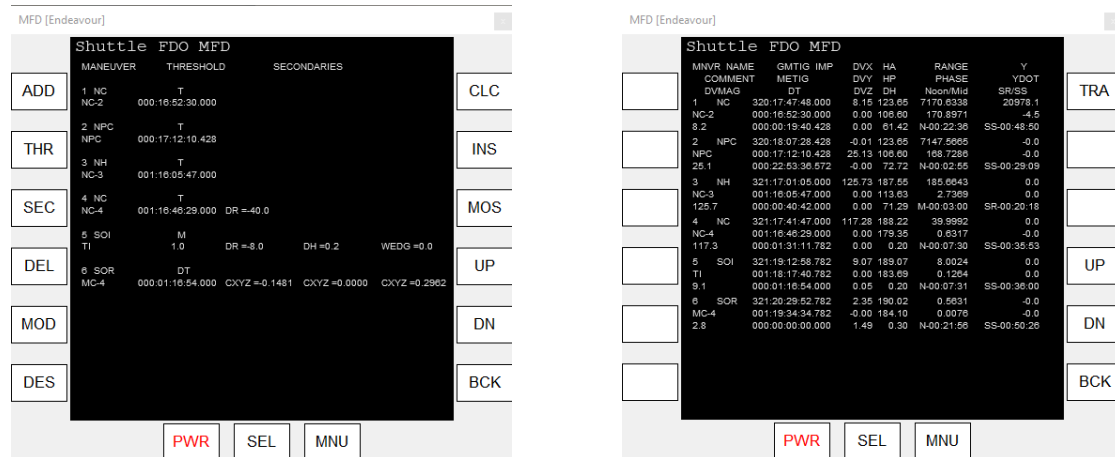 MFD [Endeavour]
Shuttle FDO MFD
MANEUVER THRESHOLD SECONDARIES
1 NC T
NC-2 000:16:52:30.000
2 NPC T
NPC 000:17:12:10.428
3 NH T
NC-3 001:16:05:47.000
4 NC T
NC-4 001:16:46:29.000 DR =-40.0
5 SOI M
TI 1.0 DR =-8.0 DH =0.2 WEDG =0.0
6 SOR DT
MC-4 000:01:16:54.000 CXYZ =-0.1481 CXYZ =0.0000 CXYZ =0.2962
ADD
THR
SEC
DEL
MOD
DES
CLC
INS
MOS
UP
DN
BCK
PWR SEL MNU
MFD [Endeavour]
Shuttle FDO MFD
MNVR NAME GMTIG IMP DVX HA RANGE Y
COMMENT METIG DVY HP PHASE YDOT
DVMAG DT DVZ DH Noon/Mid SR/SS
1 NC 320:17:47:48.000 8.15 123.65 7170.6338 20978.1
NC-2 000:16:52:30.000 0.00 106.60 170.8971 -4.5
8.2 000:00:19:40.428 0.00 61.42 N-00:22:36 SS-00:48:50
2 NPC 320:18:07:28.428 -0.01 123.65 7147.5665 -0.0
NPC 000:17:12:10.428 25.13 106.60 168.7286 -0.0
25.1 000:22:53:36.572 -0.00 72.72 N-00:02:55 SS-00:29:09
3 NH 321:17:01:05.000 125.73 187.55 185.6643 0.0
NC-3 001:16:05:47.000 0.00 113.63 2.7369 0.0
125.7 000:00:40:42.000 0.00 71.29 M-00:03:00 SR-00:20:18
4 NC 321:17:41:47.000 117.28 188.22 39.9992 0.0
NC-4 001:16:46:29.000 0.00 179.35 0.6317 -0.0
117.3 000:01:31:11.782 0.00 0.20 N-00:07:30 SS-00:35:53
5 SOI 321:19:12:58.782 9.07 189.07 8.0024 0.0
TI 001:18:17:40.782 0.00 183.69 0.1264 0.0
9.1 000:01:16:54.000 0.05 0.20 N-00:07:31 SS-00:36:00
6 SOR 321:20:29:52.782 2.35 190.02 0.5631 -0.0
MC-4 001:19:34:34.782 -0.00 184.10 0.0076 -0.0
2.8 000:00:00:00.000 1.49 0.30 N-00:21:56 SS-00:50:26
TRA
UP
DN
BCK
PWR SEL MNU